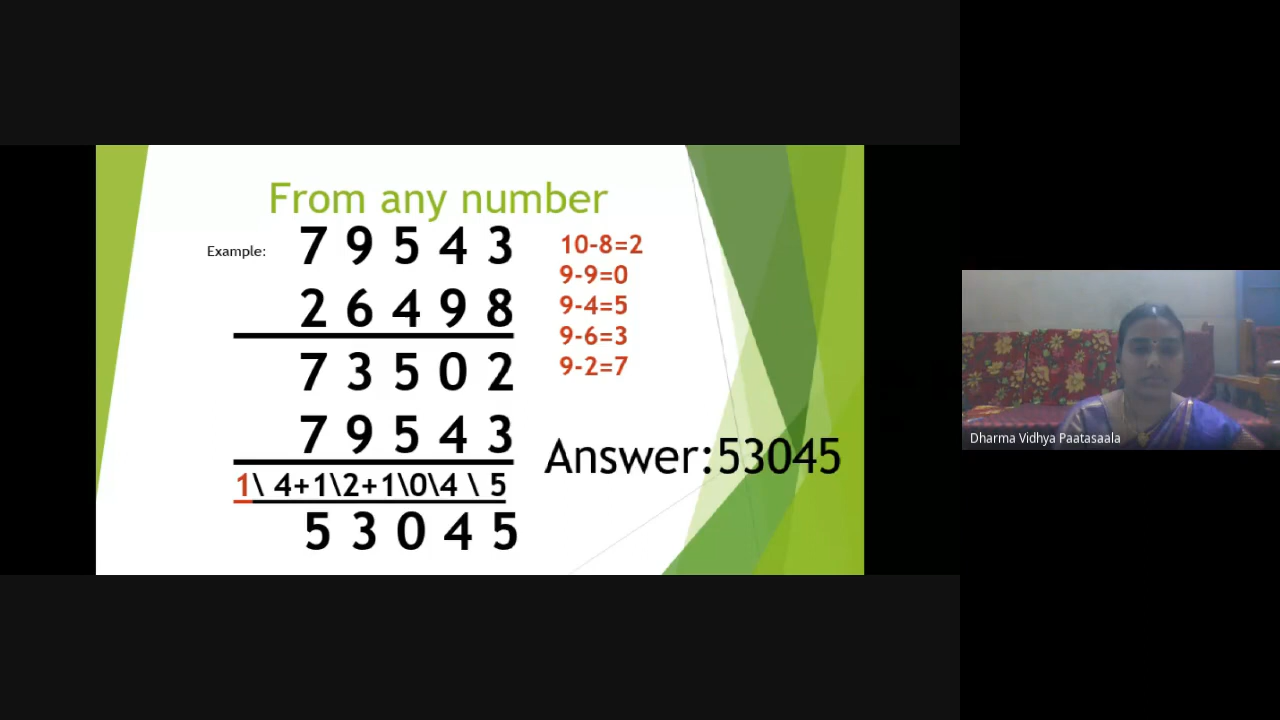 From any number
Example: 7 9 5 4 3
2 6 4 9 8
7 3 5 0 2
7 9 5 4 3
1\ 4+1\2+1\0\4 \ 5
5 3 0 4 5
10-8=2
9-9=0
9-4=5
9-6=3
9-2=7
Answer:53045
Dharma Vidhya Paatasaala